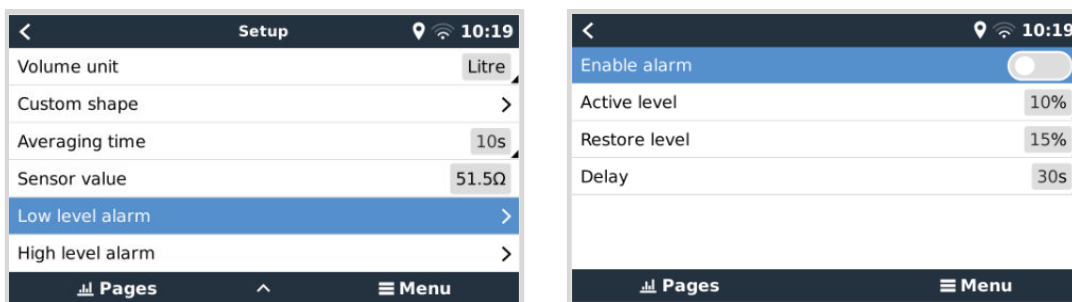 Setup 10:19
Volume unit Litre
Custom shape
Averaging time 10s
Sensor value 51.5Ω
Low level alarm
High level alarm
Pages Menu
10:19
Enable alarm
Active level 10%
Restore level 15%
Delay 30s
Pages Menu